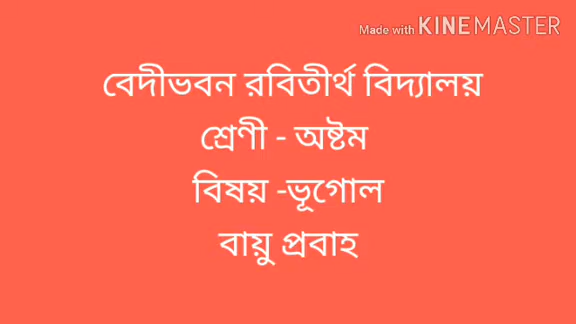 Made with KINEMASTER
বেদীভবন রবিতীর্থ বিদ্যালয়
শ্রেণী - অষ্টম
বিষয় -ভূগোল
বায়ু প্রবাহ